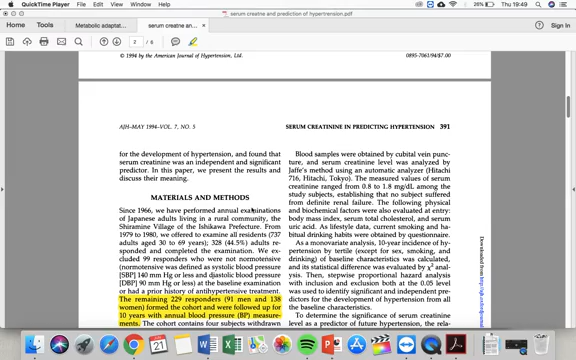 QuickTime Player File Edit View Window Help
26% Thu 19:49
serum creatne and prediction of hypertrension.pdf
Home Tools Metabolic adaptat... serum creatne an... × Sign In
2 / 6
© 1994 by the American Journal of Hypertension, Ltd. 0895-7061/94/$7.00
AJH–MAY 1994–VOL. 7, NO. 5 SERUM CREATININE IN PREDICTING HYPERTENSION 391
for the development of hypertension, and found that
serum creatinine was an independent and significant
predictor. In this paper, we present the results and
discuss their meaning.
MATERIALS AND METHODS
Since 1966, we have performed annual examinations
of Japanese adults living in a rural community, the
Shiramine Village of the Ishikawa Prefecture. From
1979 to 1980, we offered to examine all residents (737
adults aged 30 to 69 years); 328 (44.5%) adults re-
sponded and completed the examination. We ex-
cluded 99 responders who were not normotensive
(normotensive was defined as systolic blood pressure
[SBP] 140 mm Hg or less and diastolic blood pressure
[DBP] 90 mm Hg or less) at the baseline examination
or had a prior history of antihypertensive treatment.
The remaining 229 responders (91 men and 138
women) formed the cohort and were followed up for
10 years with annual blood pressure (BP) measure-
ments. The cohort contains four subjects withdrawn
Blood samples were obtained by cubital vein punc-
ture, and serum creatinine level was analyzed by
Jaffe's method using an automatic analyzer (Hitachi
716, Hitachi, Tokyo). The measured values of serum
creatinine ranged from 0.8 to 1.8 mg/dL among the
study subjects, establishing that no subject suffered
from definite renal failure. The following physical
and biochemical factors were also evaluated at entry:
body mass index, serum total cholesterol, and serum
uric acid. As lifestyle data, current smoking and ha-
bitual drinking habits were obtained by questionnaire.
As a monovariate analysis, 10-year incidence of hy-
pertension by tertile (except for sex, smoking, and
drinking) of baseline characteristics was calculated,
and its statistical difference was evaluated by χ² anal-
ysis. Then, stepwise proportional hazard analysis
with inclusion and exclusion both at the 0.05 level
was used to identify significant and independent pre-
dictors for the development of hypertension from all
the baseline characteristics.
To determine the significance of serum creatinine
level as a predictor of future hypertension, the rela-